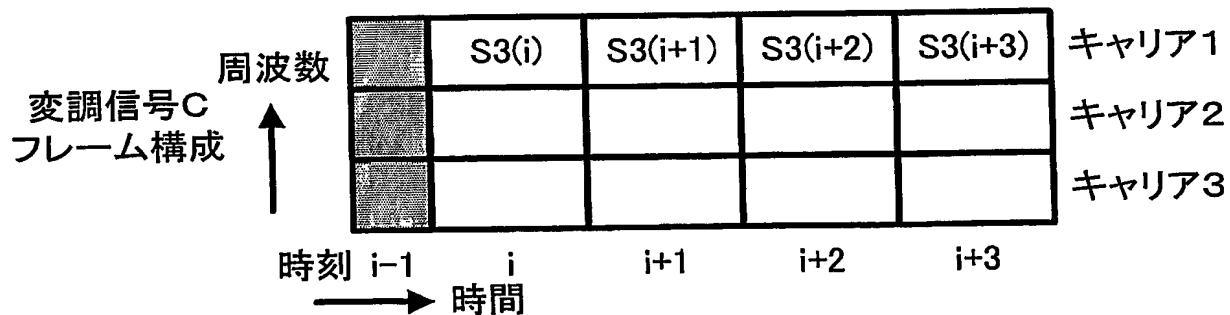 S3(i) S3(i+1) S3(i+2) S3(i+3) キャリア1
周波数
変調信号C
フレーム構成
キャリア2
キャリア3
時刻 i-1 i i+1 i+2 i+3
時間